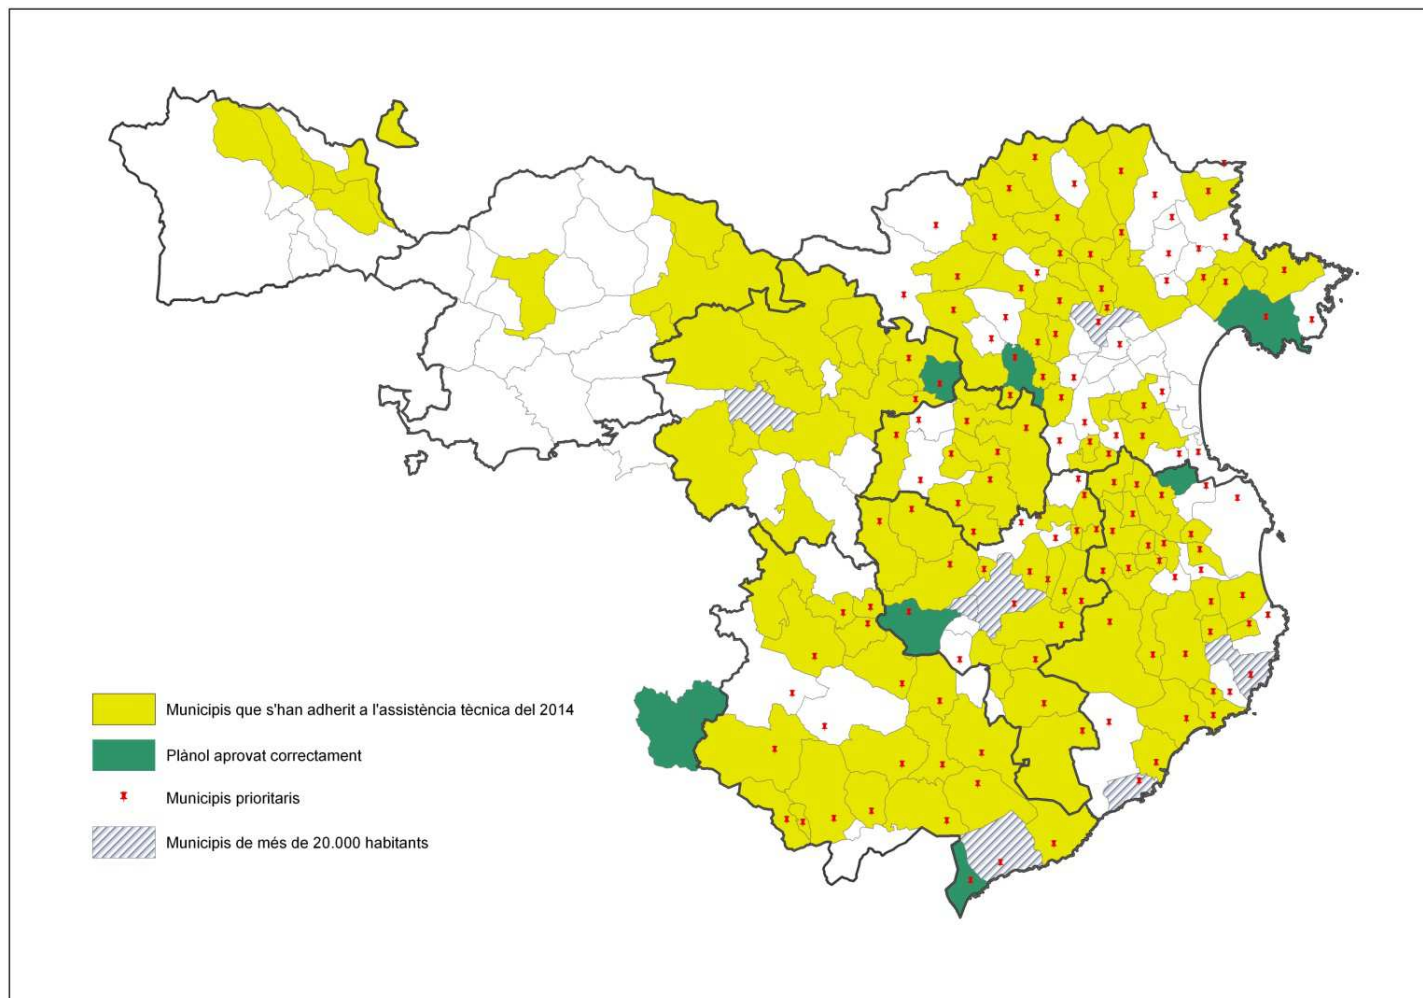 Municipis que s'han adherit a l'assistència tècnica del 2014
Plànol aprovat correctament
Municipis prioritaris
Municipis de més de 20.000 habitants